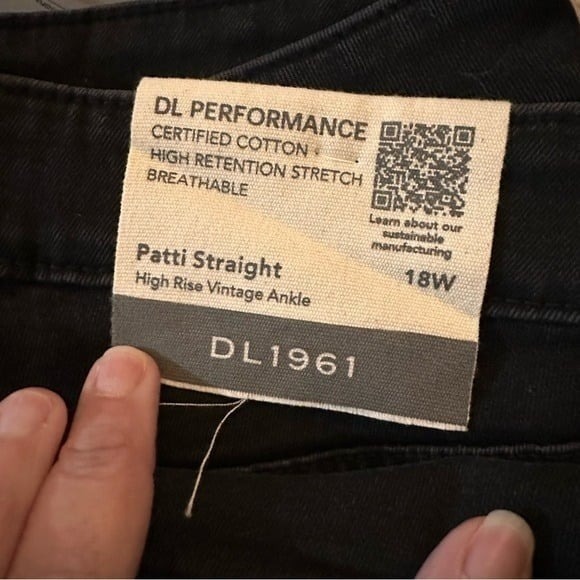 DL PERFORMANCE
CERTIFIED COTTON
HIGH RETENTION STRETCH
BREATHABLE
Learn about our
sustainable
manufacturing
Patti Straight
High Rise Vintage Ankle
18W
DL1961